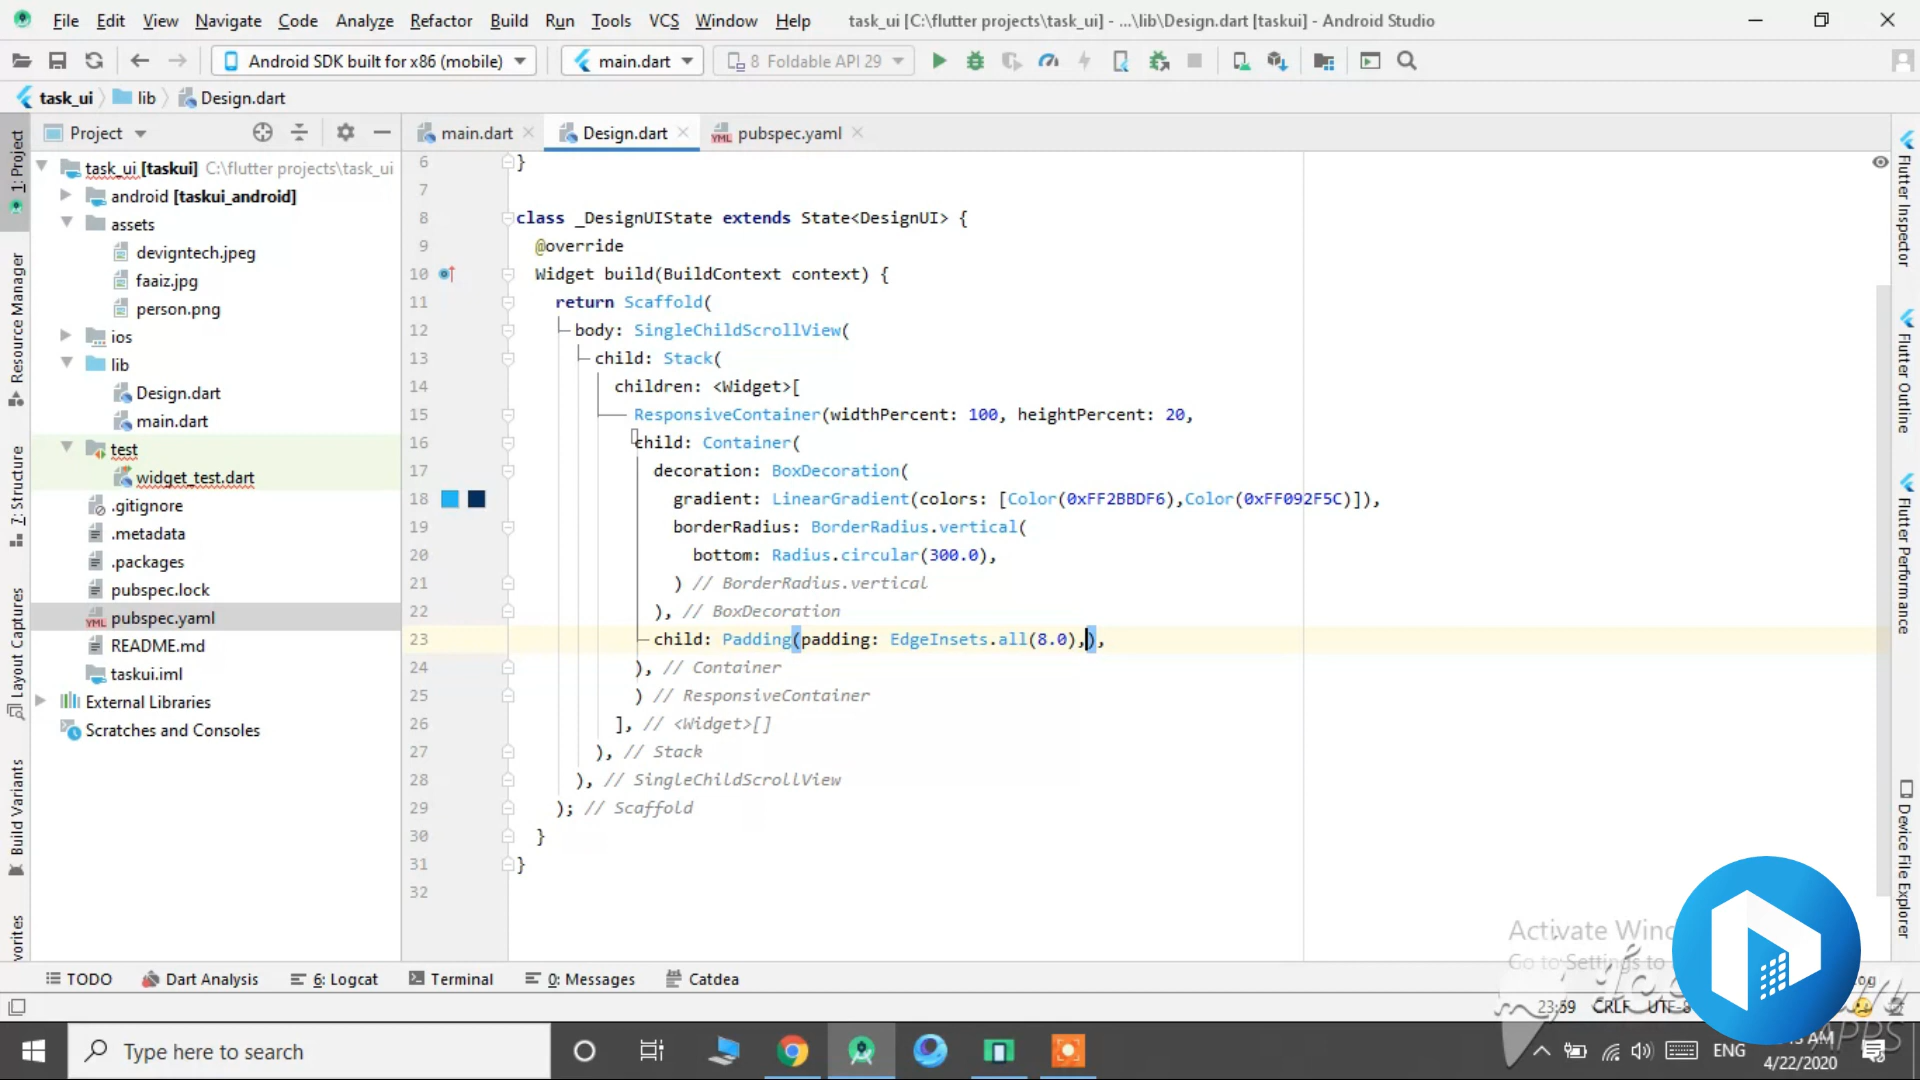 File Edit View Navigate Code Analyze Refactor Build Run Tools VCS Window Help task_ui [C:\flutter projects\task_ui] - ...\lib\Design.dart [taskui] - Android Studio
Android SDK built for x86 (mobile) main.dart 8 Foldable API 29
task_ui lib Design.dart
Project main.dart Design.dart YML pubspec.yaml
task_ui [taskui] C:\flutter projects\task_ui
android [taskui_android]
assets
devigntech.jpeg
faaiz.jpg
person.png
ios
lib
Design.dart
main.dart
test
widget_test.dart
.gitignore
.metadata
.packages
pubspec.lock
YML pubspec.yaml
README.md
taskui.iml
External Libraries
Scratches and Consoles
1: Project
Resource Manager
7: Structure
Layout Captures
Build Variants
6 }
7
8 class _DesignUIState extends State<DesignUI> {
9 @override
10 Widget build(BuildContext context) {
11 return Scaffold(
12 body: SingleChildScrollView(
13 child: Stack(
14 children: <Widget>[
15 ResponsiveContainer(widthPercent: 100, heightPercent: 20,
16 child: Container(
17 decoration: BoxDecoration(
18 gradient: LinearGradient(colors: [Color(0xFF2BBDF6),Color(0xFF092F5C)]),
19 borderRadius: BorderRadius.vertical(
20 bottom: Radius.circular(300.0),
21 ) // BorderRadius.vertical
22 ), // BoxDecoration
23 child: Padding(padding: EdgeInsets.all(8.0),),
24 ), // Container
25 ) // ResponsiveContainer
26 ], // <Widget>[]
27 ), // Stack
28 ), // SingleChildScrollView
29 ); // Scaffold
30 }
31 }
32
Flutter Inspector
Flutter Outline
Flutter Performance
Device File Explorer
Activate
Go to Settings to
TODO Dart Analysis 6: Logcat Terminal 0: Messages Catdea
23:59 CRLF
APPS
Type here to search
ENG
AM
4/22/2020